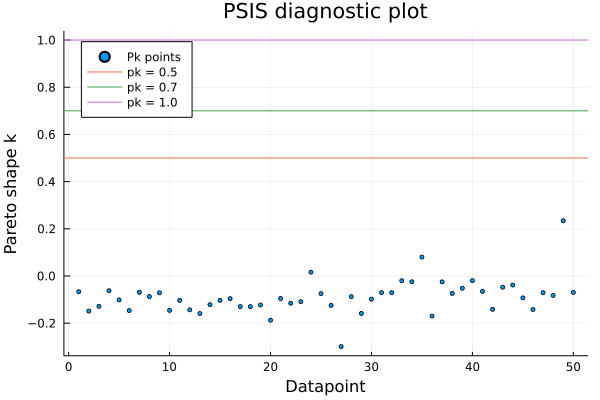 PSIS diagnostic plot
Pareto shape k
1.0
0.8
0.6
0.4
0.2
0.0
−0.2
Pk points
pk = 0.5
pk = 0.7
pk = 1.0
0 10 20 30 40 50
Datapoint